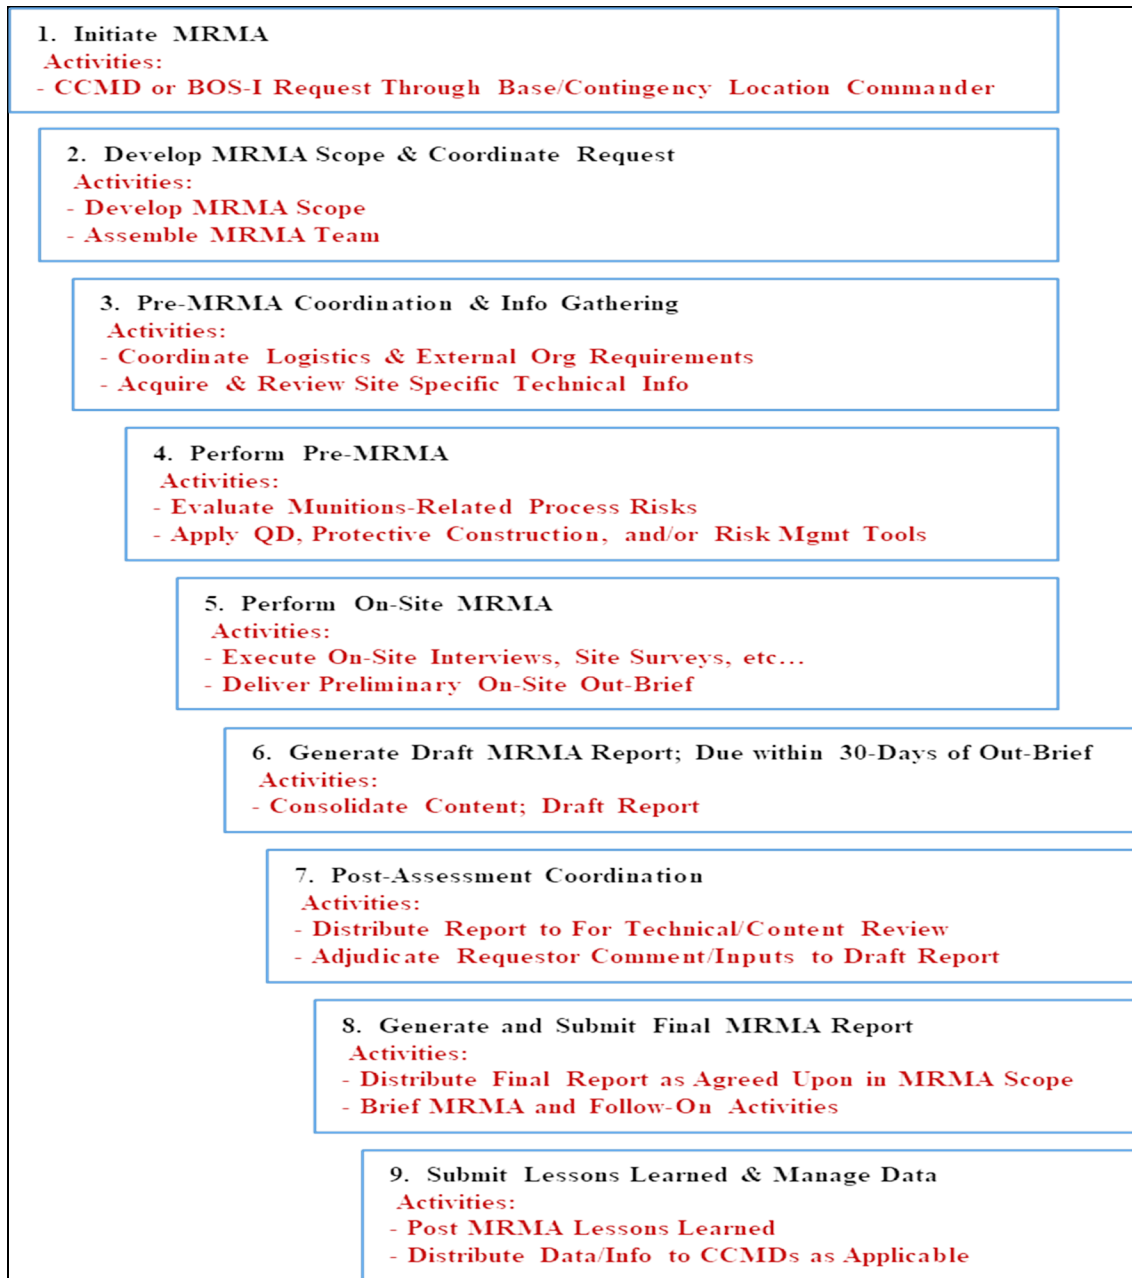 1. Initiate MRMA
Activities:
- CCMD or BOS-I Request Through Base/Contingency Location Commander
2. Develop MRMA Scope & Coordinate Request
Activities:
- Develop MRMA Scope
- Assemble MRMA Team
3. Pre-MRMA Coordination & Info Gathering
Activities:
- Coordinate Logistics & External Org Requirements
- Acquire & Review Site Specific Technical Info
4. Perform Pre-MRMA
Activities:
- Evaluate Munitions-Related Process Risks
- Apply QD, Protective Construction, and/or Risk Mgmt Tools
5. Perform On-Site MRMA
Activities:
- Execute On-Site Interviews, Site Surveys, etc...
- Deliver Preliminary On-Site Out-Brief
6. Generate Draft MRMA Report; Due within 30-Days of Out-Brief
Activities:
- Consolidate Content; Draft Report
7. Post-Assessment Coordination
Activities:
- Distribute Report to For Technical/Content Review
- Adjudicate Requestor Comment/Inputs to Draft Report
8. Generate and Submit Final MRMA Report
Activities:
- Distribute Final Report as Agreed Upon in MRMA Scope
- Brief MRMA and Follow-On Activities
9. Submit Lessons Learned & Manage Data
Activities:
- Post MRMA Lessons Learned
- Distribute Data/Info to CCMDs as Applicable